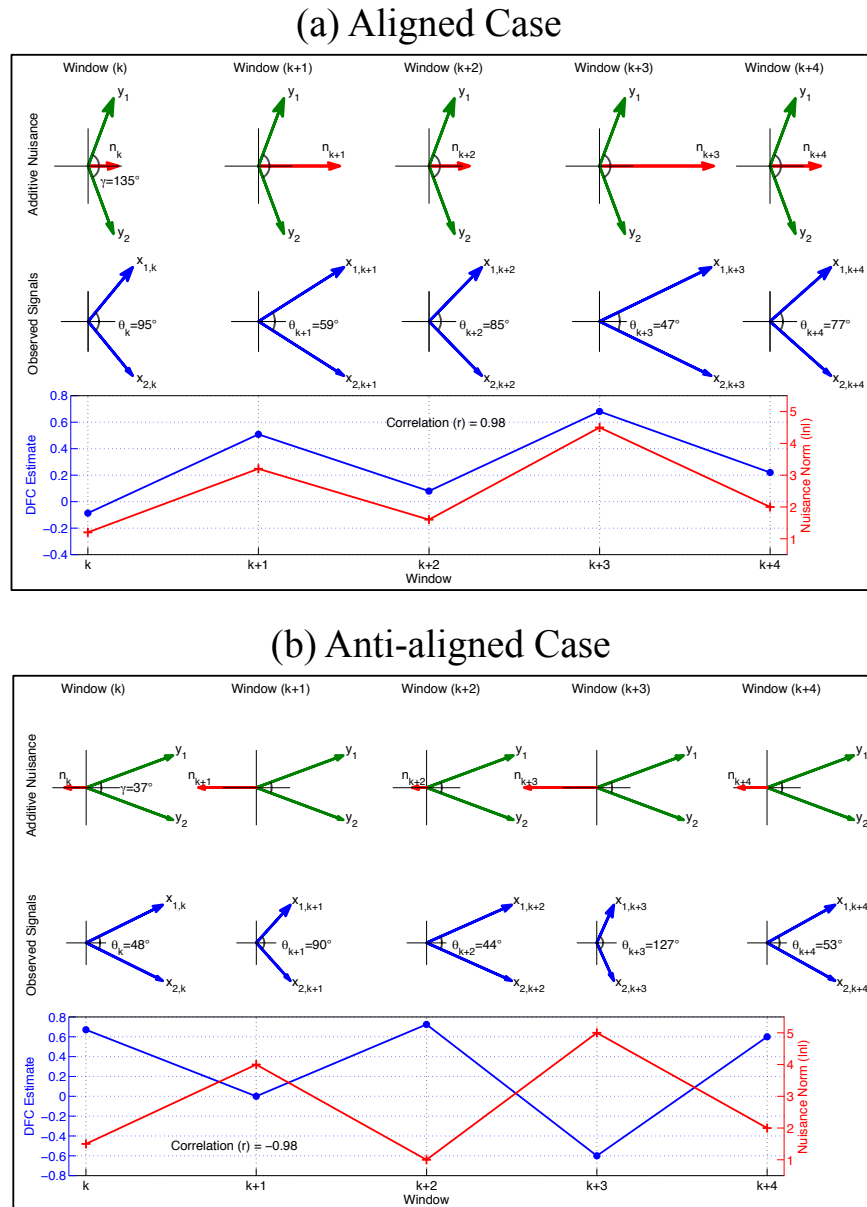 (a) Aligned Case
Window (k) Window (k+1) Window (k+2) Window (k+3) Window (k+4)
Additive Nuisance
y1 y1 y1 y1 y1
nk nk+1 nk+2 nk+3 nk+4
γ=135°
y2 y2 y2 y2 y2
Observed Signals
x1,k x1,k+1 x1,k+2 x1,k+3 x1,k+4
θk=95° θk+1=59° θk+2=85° θk+3=47° θk+4=77°
x2,k x2,k+1 x2,k+2 x2,k+3 x2,k+4
DFC Estimate
0.8
0.6
0.4
0.2
0
−0.2
−0.4
Correlation (r) = 0.98
5
4
3
2
1
Nuisance Norm (|n|)
k k+1 k+2 k+3 k+4
Window
(b) Anti-aligned Case
Window (k) Window (k+1) Window (k+2) Window (k+3) Window (k+4)
Additive Nuisance
y1 y1 y1 y1 y1
nk nk+1 nk+2 nk+3 nk+4
γ=37°
y2 y2 y2 y2 y2
Observed Signals
x1,k x1,k+1 x1,k+2 x1,k+3 x1,k+4
θk=48° θk+1=90° θk+2=44° θk+3=127° θk+4=53°
x2,k x2,k+1 x2,k+2 x2,k+3 x2,k+4
DFC Estimate
0.8
0.6
0.4
0.2
0
−0.2
−0.4
−0.6
−0.8
Correlation (r) = −0.98
5
4
3
2
1
Nuisance Norm (|n|)
k k+1 k+2 k+3 k+4
Window